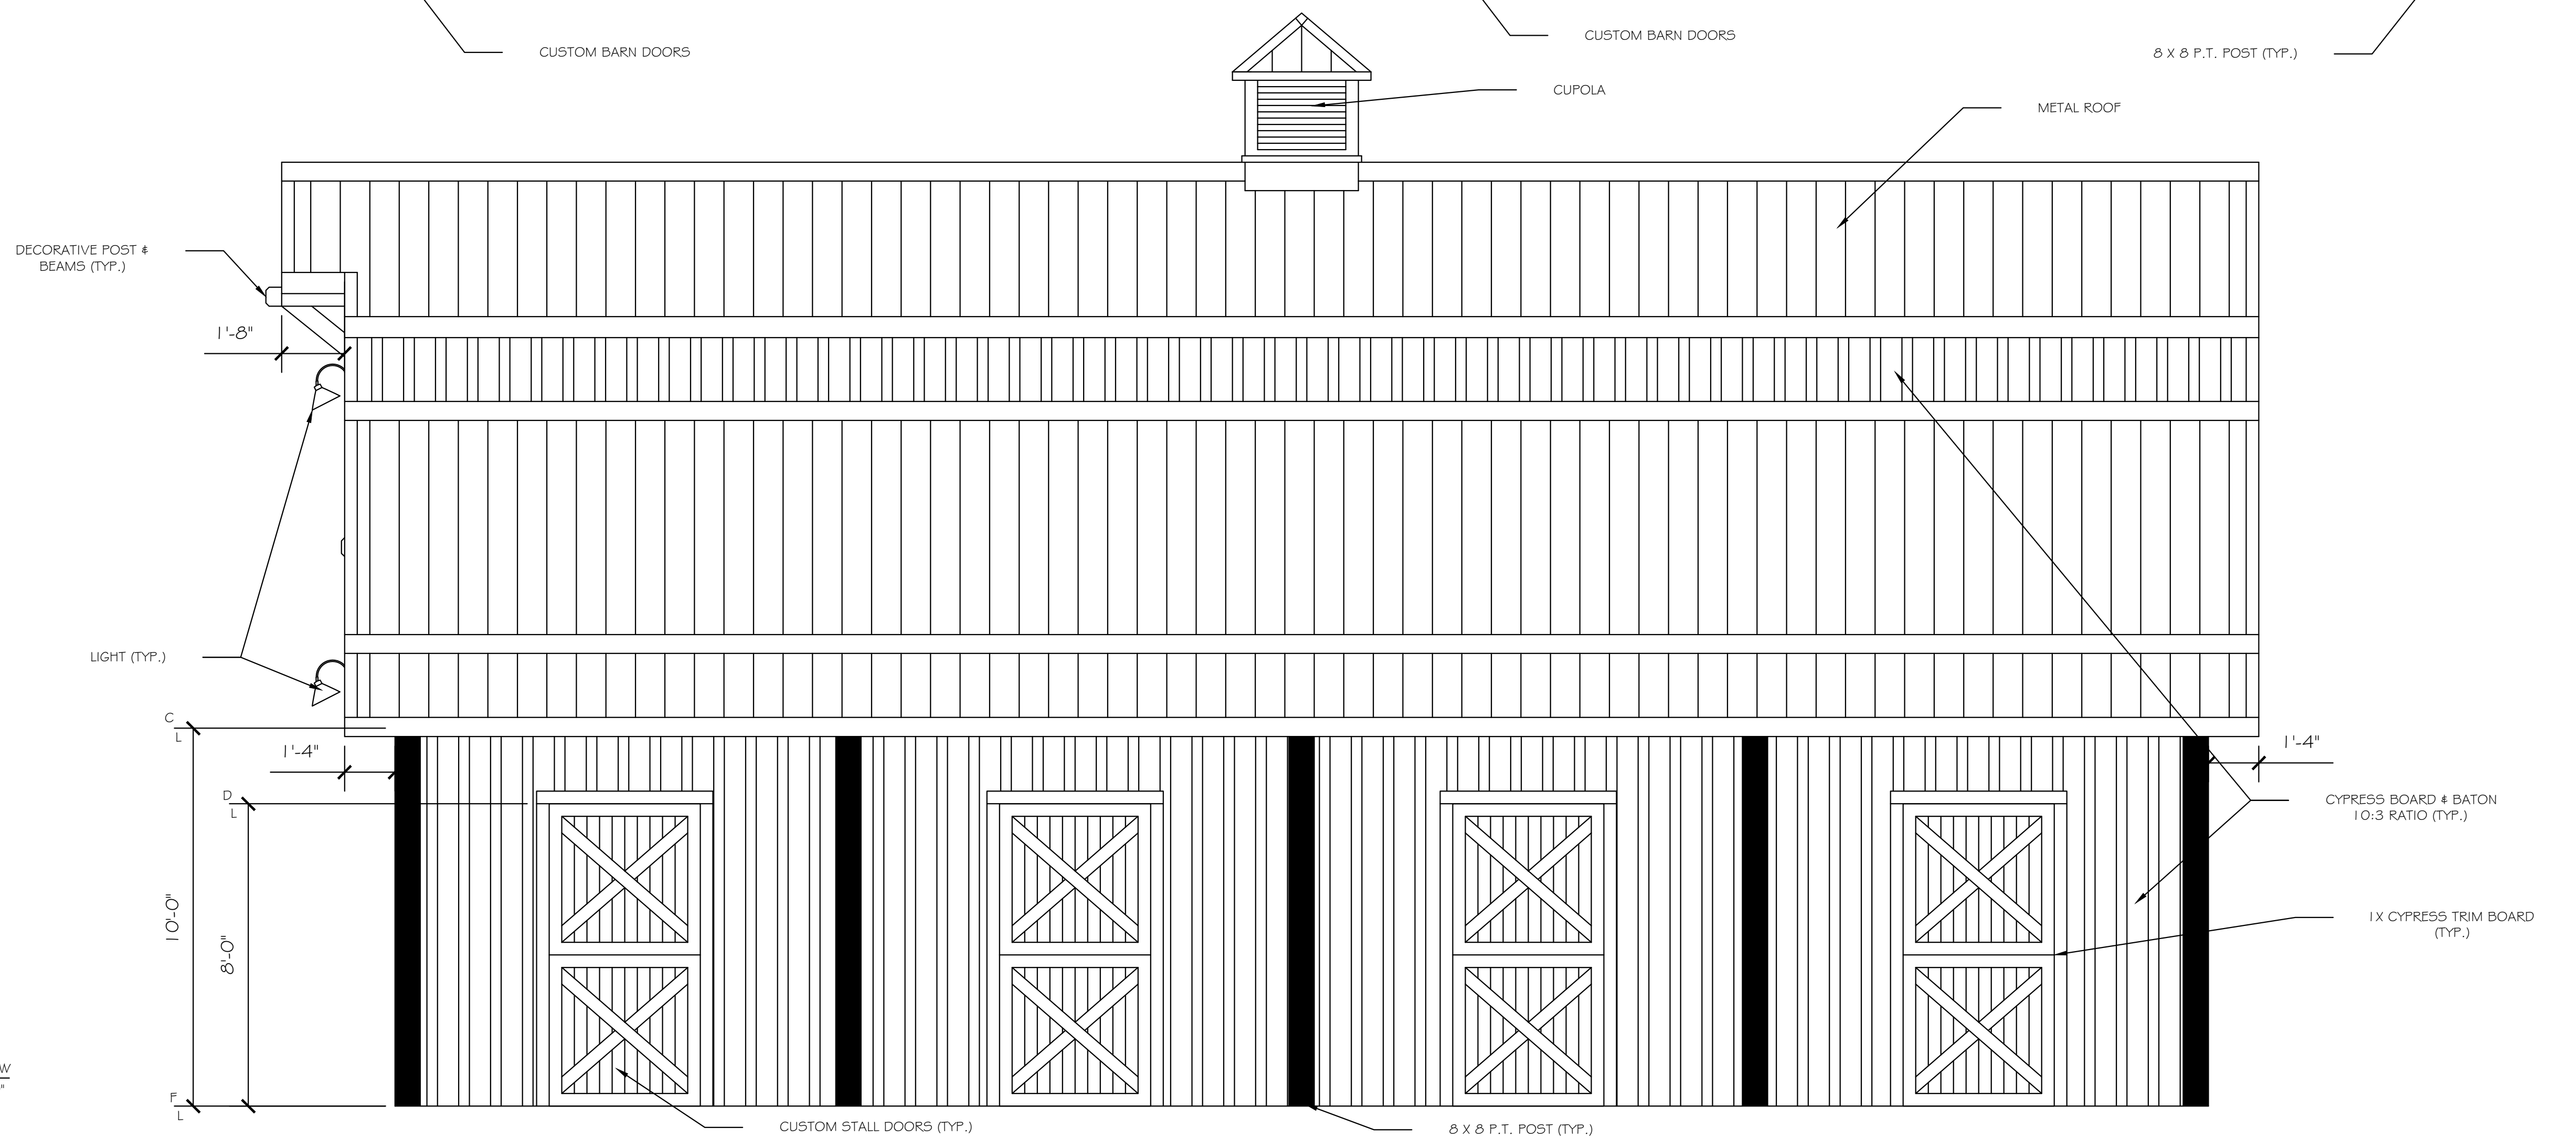 CUSTOM BARN DOORS
CUSTOM BARN DOORS
8 X 8 P.T. POST (TYP.)
CUPOLA
METAL ROOF
DECORATIVE POST &
BEAMS (TYP.)
1'-8"
LIGHT (TYP.)
C
L
1'-4"
1'-4"
D
L
CYPRESS BOARD & BATON
10:3 RATIO (TYP.)
10'-0"
8'-0"
1X CYPRESS TRIM BOARD
(TYP.)
W
"
F
L
CUSTOM STALL DOORS (TYP.)
8 X 8 P.T. POST (TYP.)